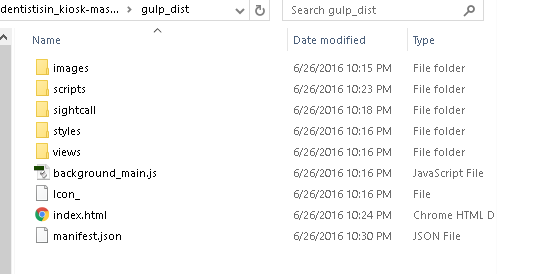 dentistisin_kiosk-mas... > gulp_dist Search gulp_dist
Name Date modified Type
images 6/26/2016 10:15 PM File folder
scripts 6/26/2016 10:23 PM File folder
sightcall 6/26/2016 10:18 PM File folder
styles 6/26/2016 10:16 PM File folder
views 6/26/2016 10:16 PM File folder
background_main.js 6/26/2016 10:16 PM JavaScript File
Icon_ 6/26/2016 10:16 PM File
index.html 6/26/2016 10:24 PM Chrome HTML D
manifest.json 6/26/2016 10:30 PM JSON File